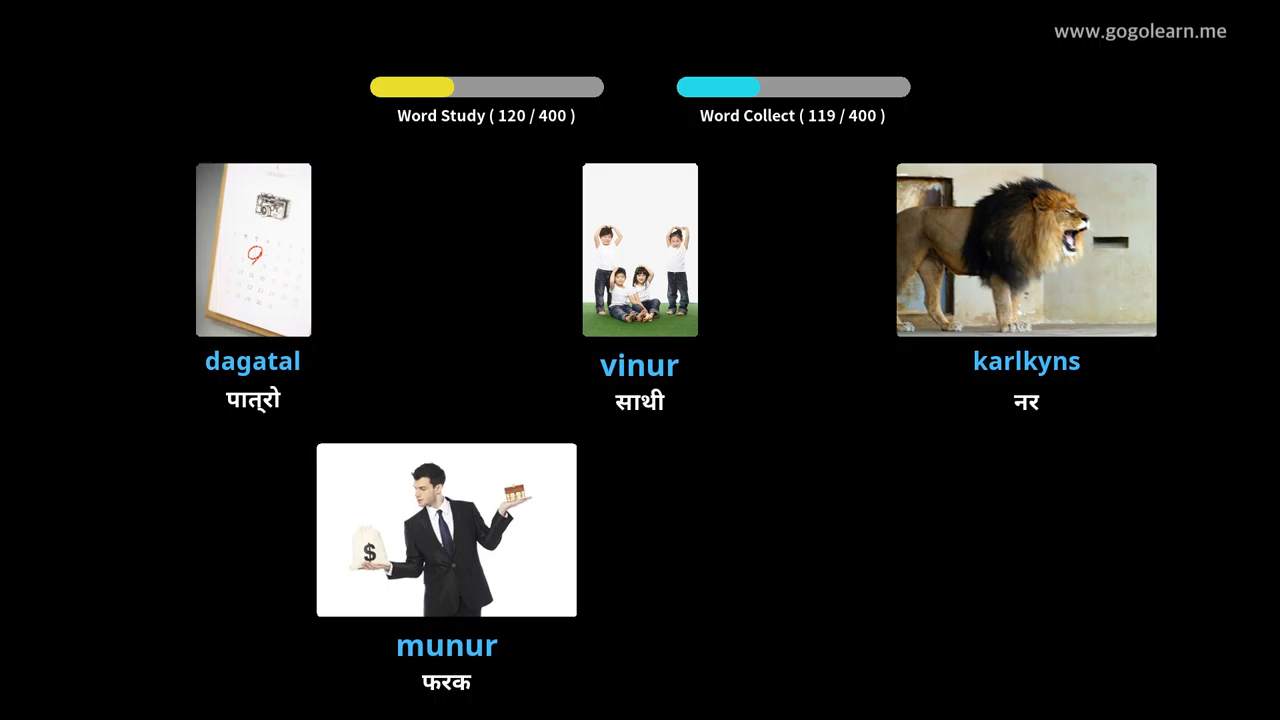 www.gogolearn.me
Word Study ( 120 / 400 )
Word Collect ( 119 / 400 )
dagatal
पात्रो
vinur
साथी
karlkyns
नर
$
munur
फरक